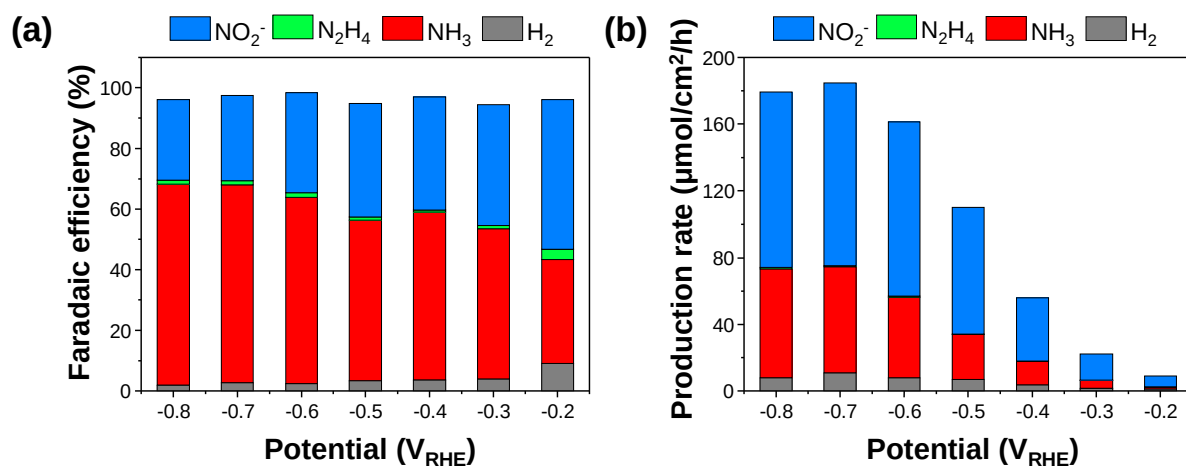 (a)
NO₂⁻ N₂H₄ NH₃ H₂
Faradaic efficiency (%)
100
80
60
40
20
0
-0.8 -0.7 -0.6 -0.5 -0.4 -0.3 -0.2
Potential (V_RHE)
(b)
NO₂⁻ N₂H₄ NH₃ H₂
Production rate (μmol/cm²/h)
200
160
120
80
40
0
-0.8 -0.7 -0.6 -0.5 -0.4 -0.3 -0.2
Potential (V_RHE)